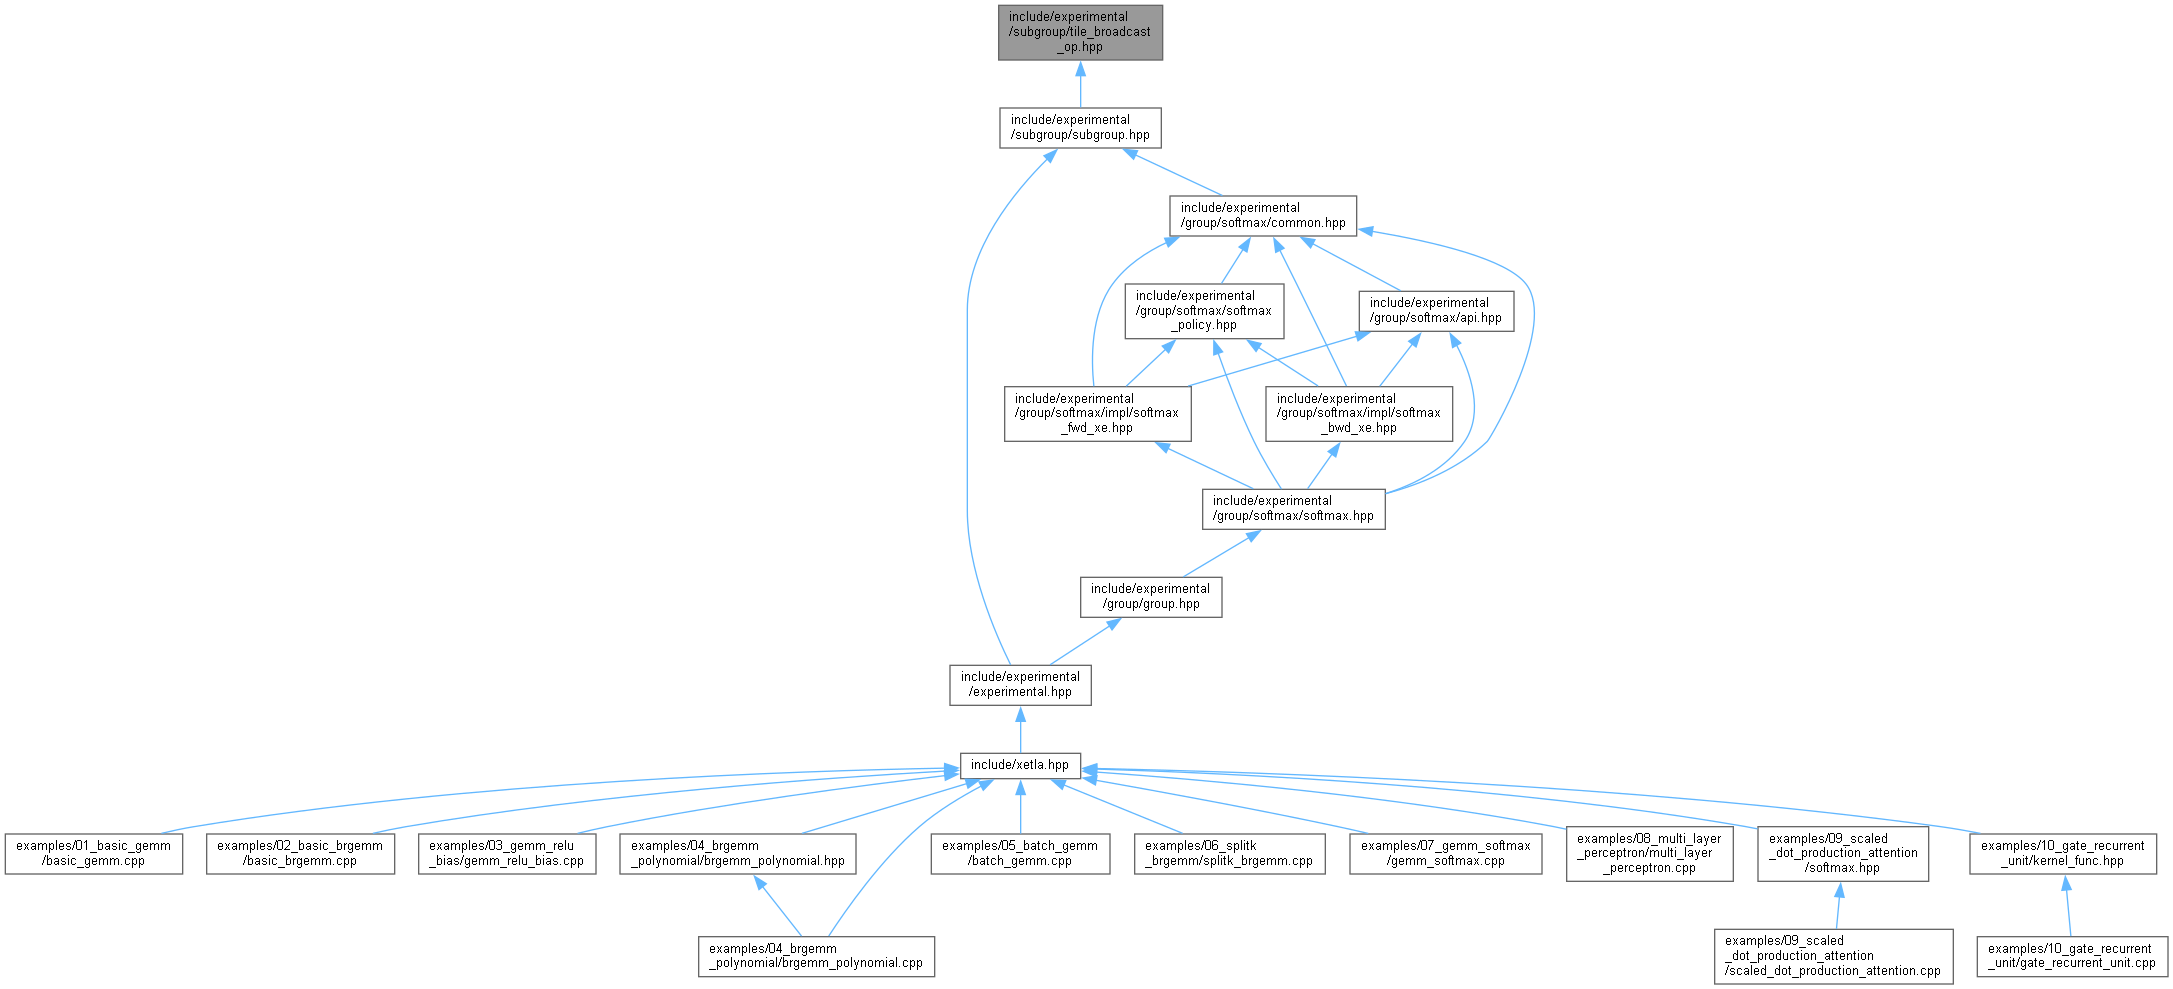 include/experimental
/subgroup/tile_broadcast
_op.hpp
include/experimental
/subgroup/subgroup.hpp
include/experimental
/group/softmax/common.hpp
include/experimental
/group/softmax/softmax
_policy.hpp
include/experimental
/group/softmax/api.hpp
include/experimental
/group/softmax/impl/softmax
_fwd_xe.hpp
include/experimental
/group/softmax/impl/softmax
_bwd_xe.hpp
include/experimental
/group/softmax/softmax.hpp
include/experimental
/group/group.hpp
include/experimental
/experimental.hpp
include/xetla.hpp
examples/01_basic_gemm
/basic_gemm.cpp
examples/02_basic_brgemm
/basic_brgemm.cpp
examples/03_gemm_relu
_bias/gemm_relu_bias.cpp
examples/04_brgemm
_polynomial/brgemm_polynomial.hpp
examples/05_batch_gemm
/batch_gemm.cpp
examples/06_splitk
_brgemm/splitk_brgemm.cpp
examples/07_gemm_softmax
/gemm_softmax.cpp
examples/08_multi_layer
_perceptron/multi_layer
_perceptron.cpp
examples/09_scaled
_dot_production_attention
/softmax.hpp
examples/10_gate_recurrent
_unit/kernel_func.hpp
examples/04_brgemm
_polynomial/brgemm_polynomial.cpp
examples/09_scaled
_dot_production_attention
/scaled_dot_production_attention.cpp
examples/10_gate_recurrent
_unit/gate_recurrent_unit.cpp